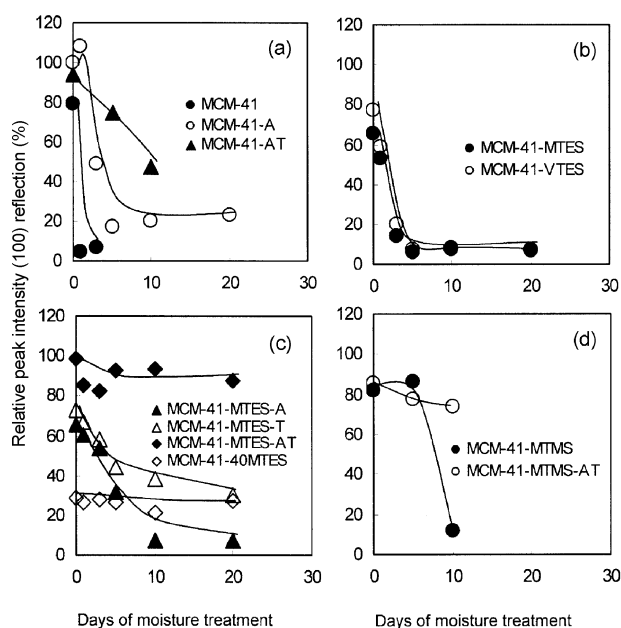 Relative peak intensity (100) reflection (%)
120
100
80
60
40
20
0
0
10
20
30
(a)
MCM-41
MCM-41-A
MCM-41-AT
120
100
80
60
40
20
0
0
10
20
30
(b)
MCM-41-MTES
MCM-41-VTES
120
100
80
60
40
20
0
0
10
20
30
(c)
MCM-41-MTES-A
MCM-41-MTES-T
MCM-41-MTES-AT
MCM-41-40MTES
Days of moisture treatment
120
100
80
60
40
20
0
0
10
20
30
(d)
MCM-41-MTMS
MCM-41-MTMS-AT
Days of moisture treatment